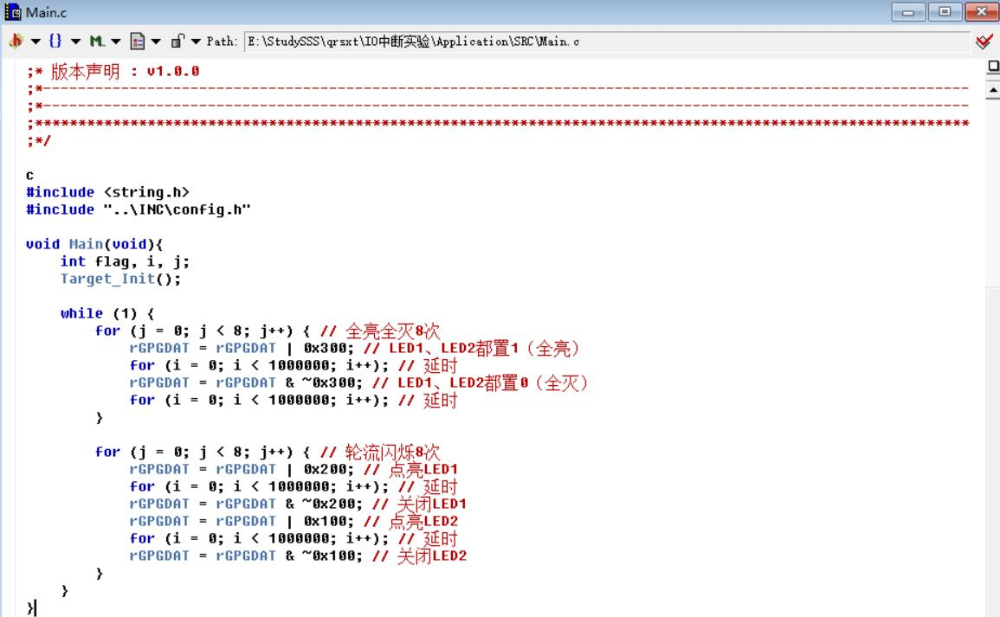 Main.c
Path: E:\StudySSS\qrsxt\IO中断实验\Application\SRC\Main.c
;* 版本声明 : v1.0.0
;*-----------------------------------------------------------------------------------------------------------
;*-----------------------------------------------------------------------------------------------------------
;************************************************************************************************************
;*/
c
#include <string.h>
#include "..\INC\config.h"
void Main(void){
int flag, i, j;
Target_Init();
while (1) {
for (j = 0; j < 8; j++) { // 全亮全灭8次
rGPGDAT = rGPGDAT | 0x300; // LED1、LED2都置1（全亮）
for (i = 0; i < 1000000; i++); // 延时
rGPGDAT = rGPGDAT & ~0x300; // LED1、LED2都置0（全灭）
for (i = 0; i < 1000000; i++); // 延时
}
for (j = 0; j < 8; j++) { // 轮流闪烁8次
rGPGDAT = rGPGDAT | 0x200; // 点亮LED1
for (i = 0; i < 1000000; i++); // 延时
rGPGDAT = rGPGDAT & ~0x200; // 关闭LED1
rGPGDAT = rGPGDAT | 0x100; // 点亮LED2
for (i = 0; i < 1000000; i++); // 延时
rGPGDAT = rGPGDAT & ~0x100; // 关闭LED2
}
}
}